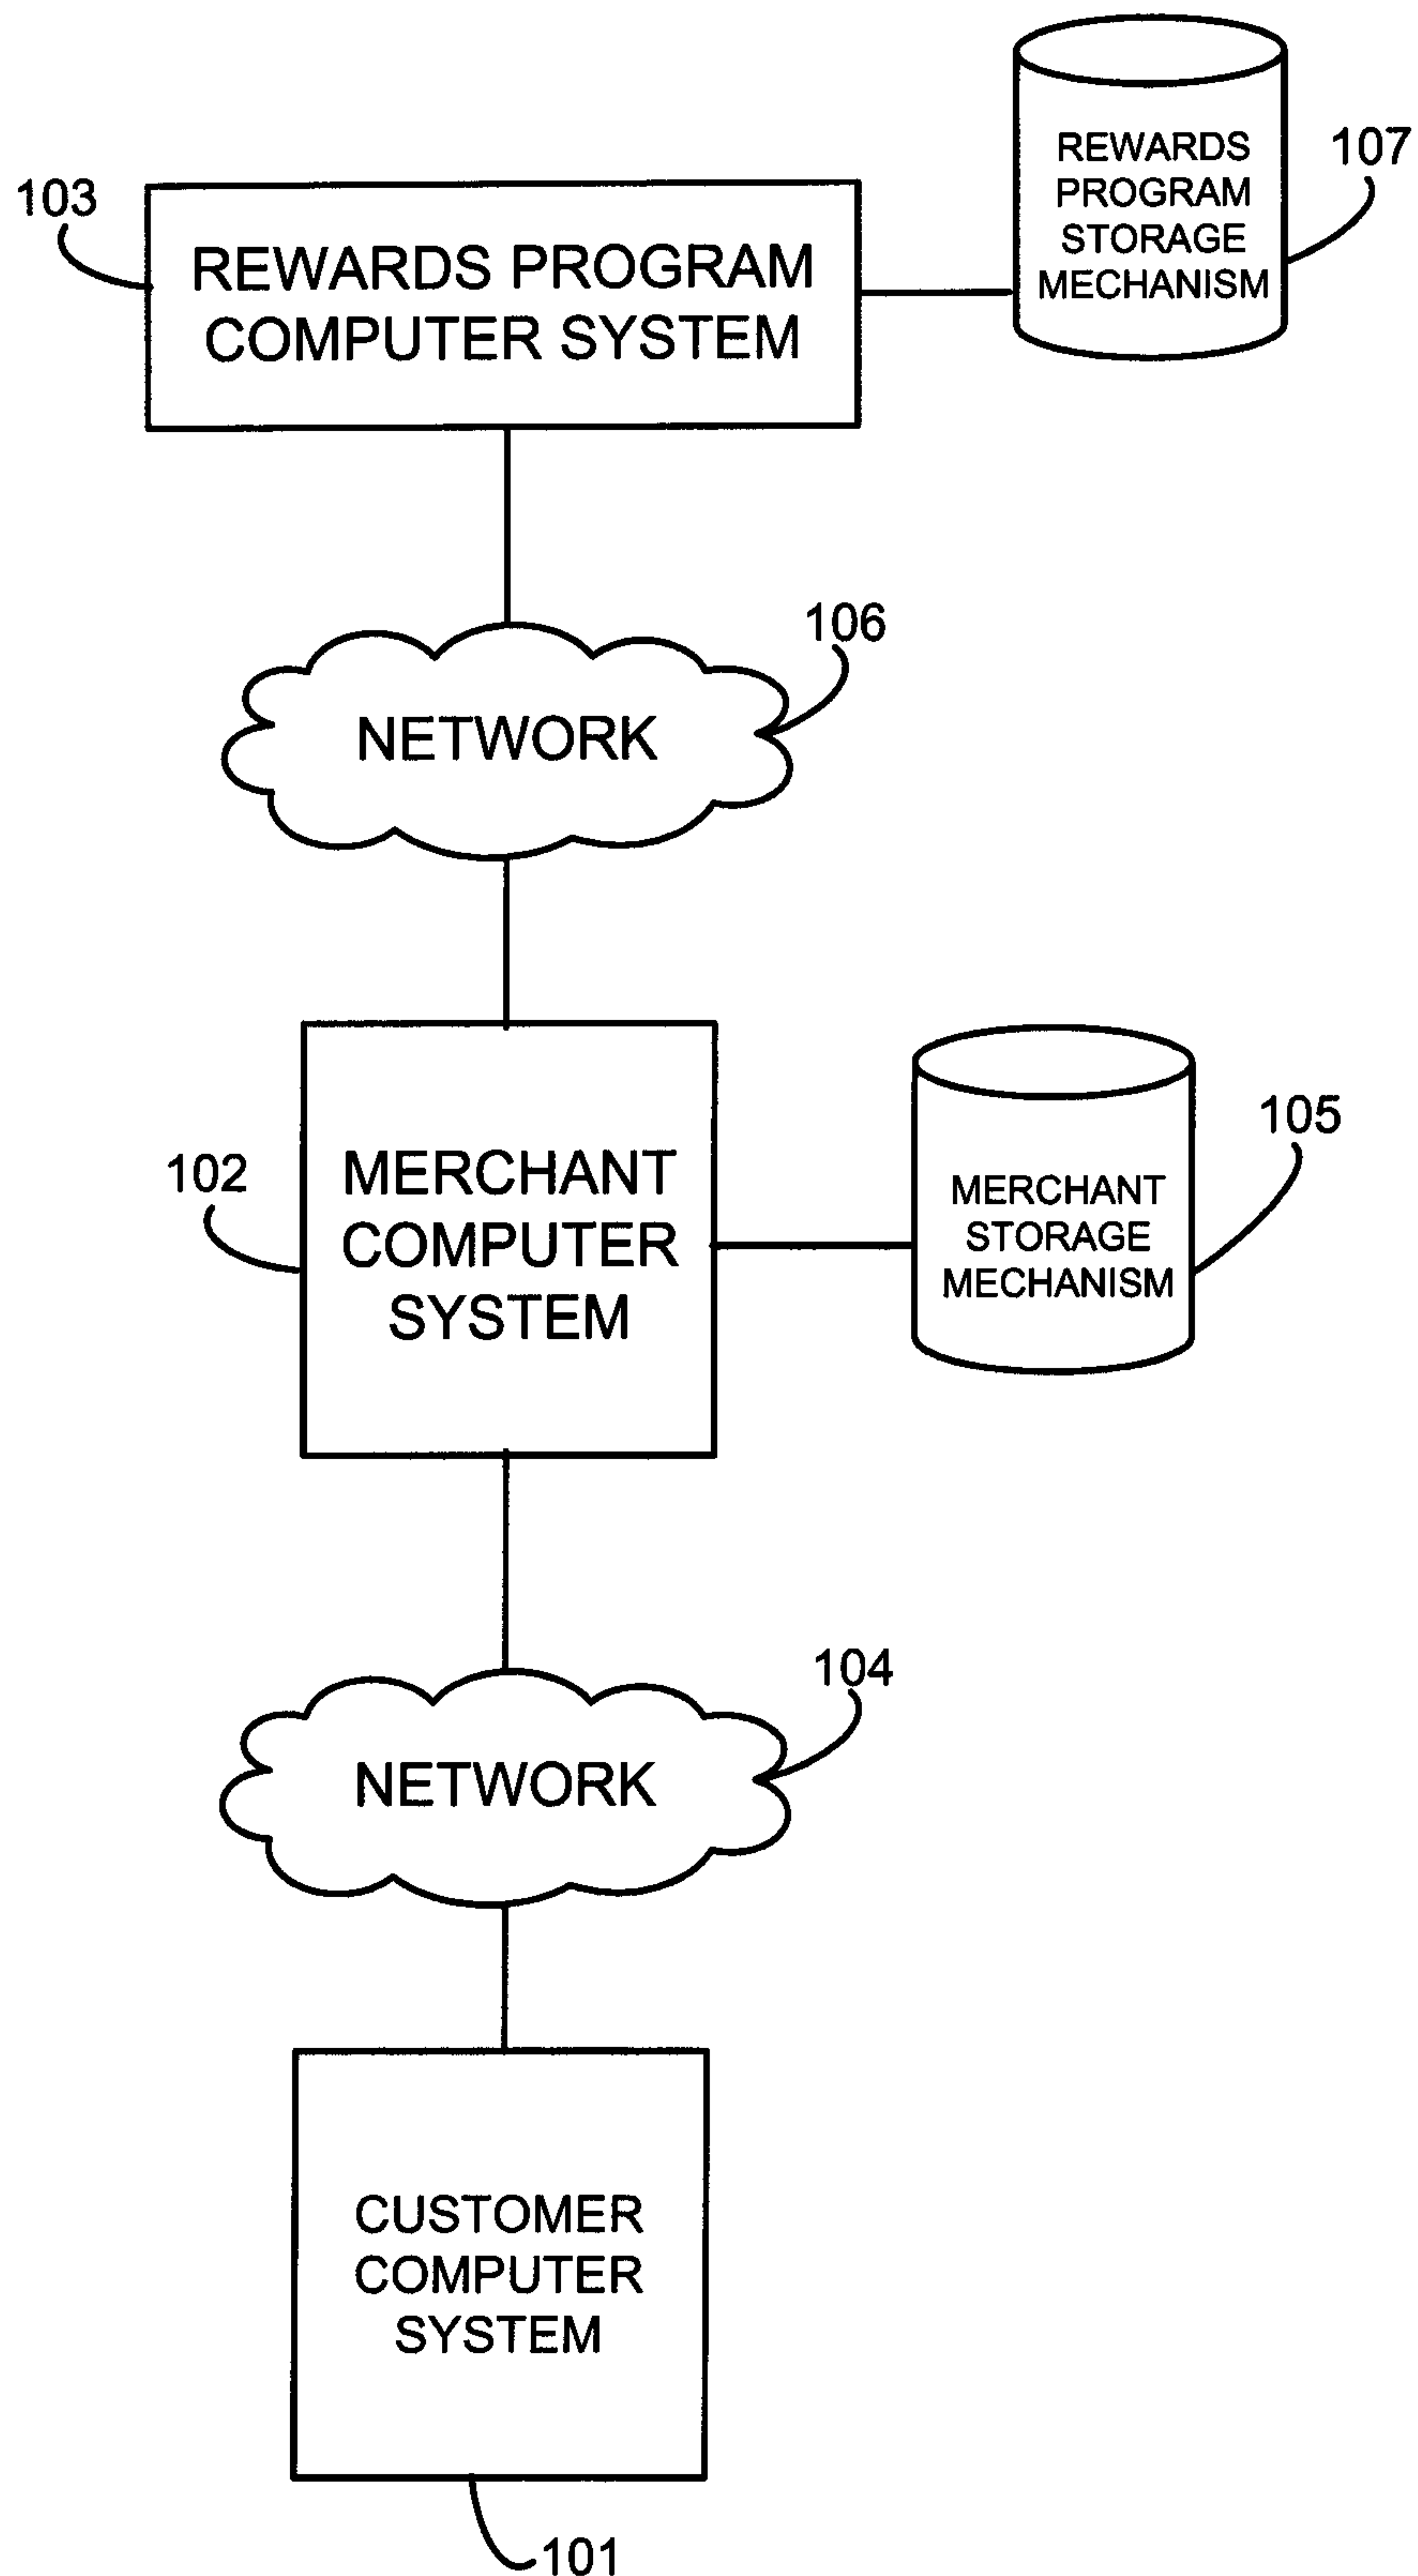 REWARDS
PROGRAM
STORAGE
MECHANISM
107
103
REWARDS PROGRAM
COMPUTER SYSTEM
106
NETWORK
102
MERCHANT
COMPUTER
SYSTEM
105
MERCHANT
STORAGE
MECHANISM
104
NETWORK
CUSTOMER
COMPUTER
SYSTEM
101